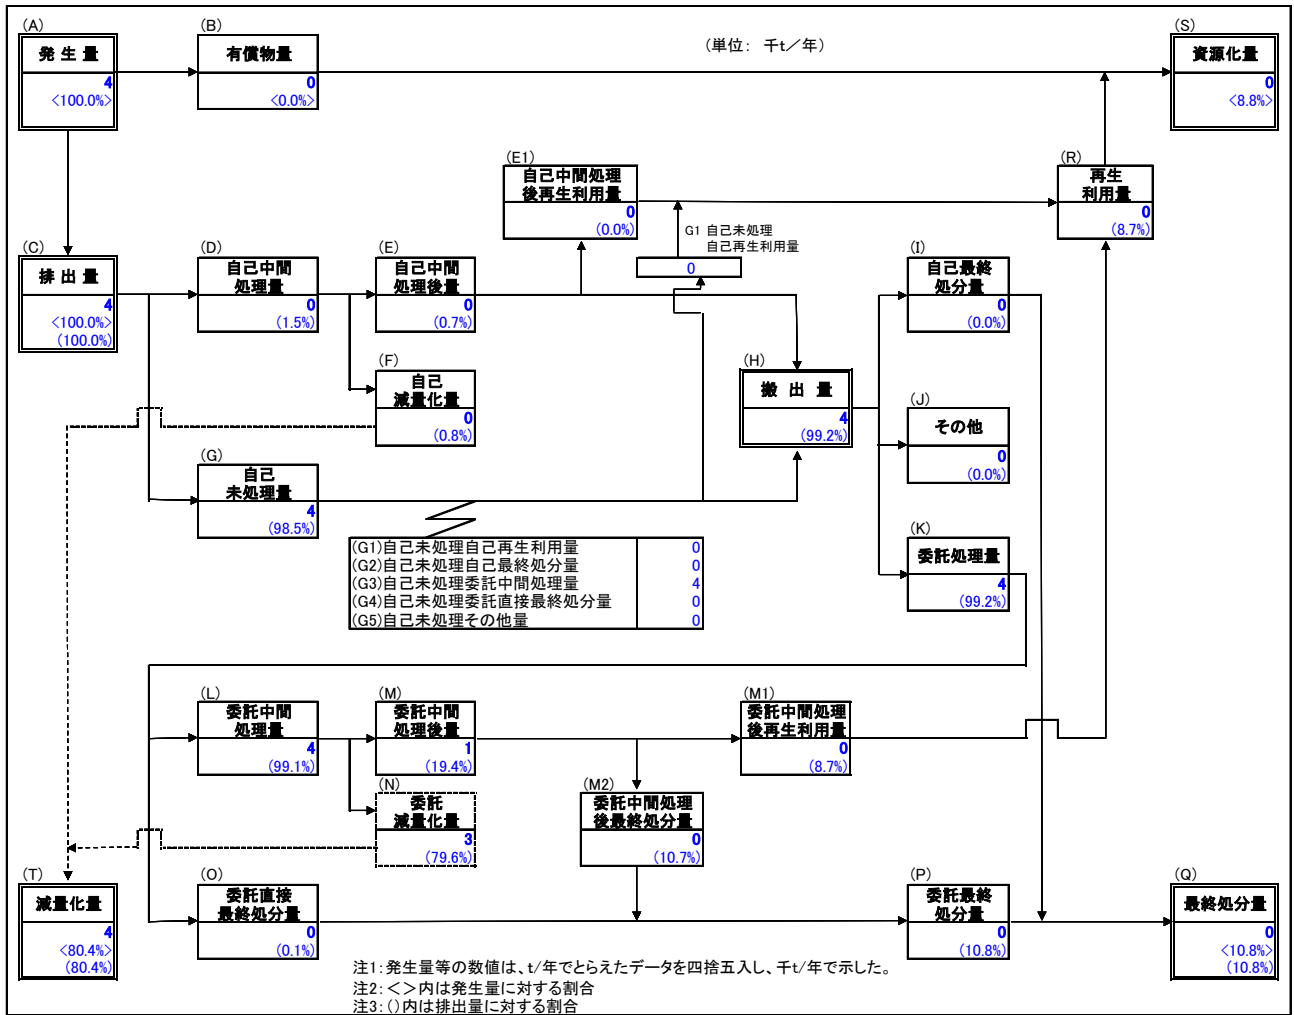 (A)
発 生 量
4
<100.0%>
(B)
有償物量
0
<0.0%>
(単位: 千t/年)
(S)
資源化量
0
<8.8%>
(E1)
自己中間処理
後再生利用量
0
(0.0%)
G1 自己未処理
自己再生利用量
0
(R)
再生
利用量
0
(8.7%)
(C)
排 出 量
4
<100.0%>
(100.0%)
(D)
自己中間
処理量
0
(1.5%)
(E)
自己中間
処理後量
0
(0.7%)
(F)
自己
減量化量
0
(0.8%)
(G)
自己
未処理量
4
(98.5%)
(H)
搬 出 量
4
(99.2%)
(I)
自己最終
処分量
0
(0.0%)
(J)
その他
0
(0.0%)
(K)
委託処理量
4
(99.2%)
(G1)自己未処理自己再生利用量 0
(G2)自己未処理自己最終処分量 0
(G3)自己未処理委託中間処理量 4
(G4)自己未処理委託直接最終処分量 0
(G5)自己未処理その他量 0
(L)
委託中間
処理量
4
(99.1%)
(M)
委託中間
処理後量
1
(19.4%)
(M1)
委託中間処理
後再生利用量
0
(8.7%)
(N)
委託
減量化量
3
(79.6%)
(M2)
委託中間処理
後最終処分量
0
(10.7%)
(T)
減量化量
4
<80.4%>
(80.4%)
(O)
委託直接
最終処分量
0
(0.1%)
(P)
委託最終
処分量
0
(10.8%)
(Q)
最終処分量
0
<10.8%>
(10.8%)
注1:発生量等の数値は、t/年でとらえたデータを四捨五入し、千t/年で示した。
注2:<>内は発生量に対する割合
注3:()内は排出量に対する割合